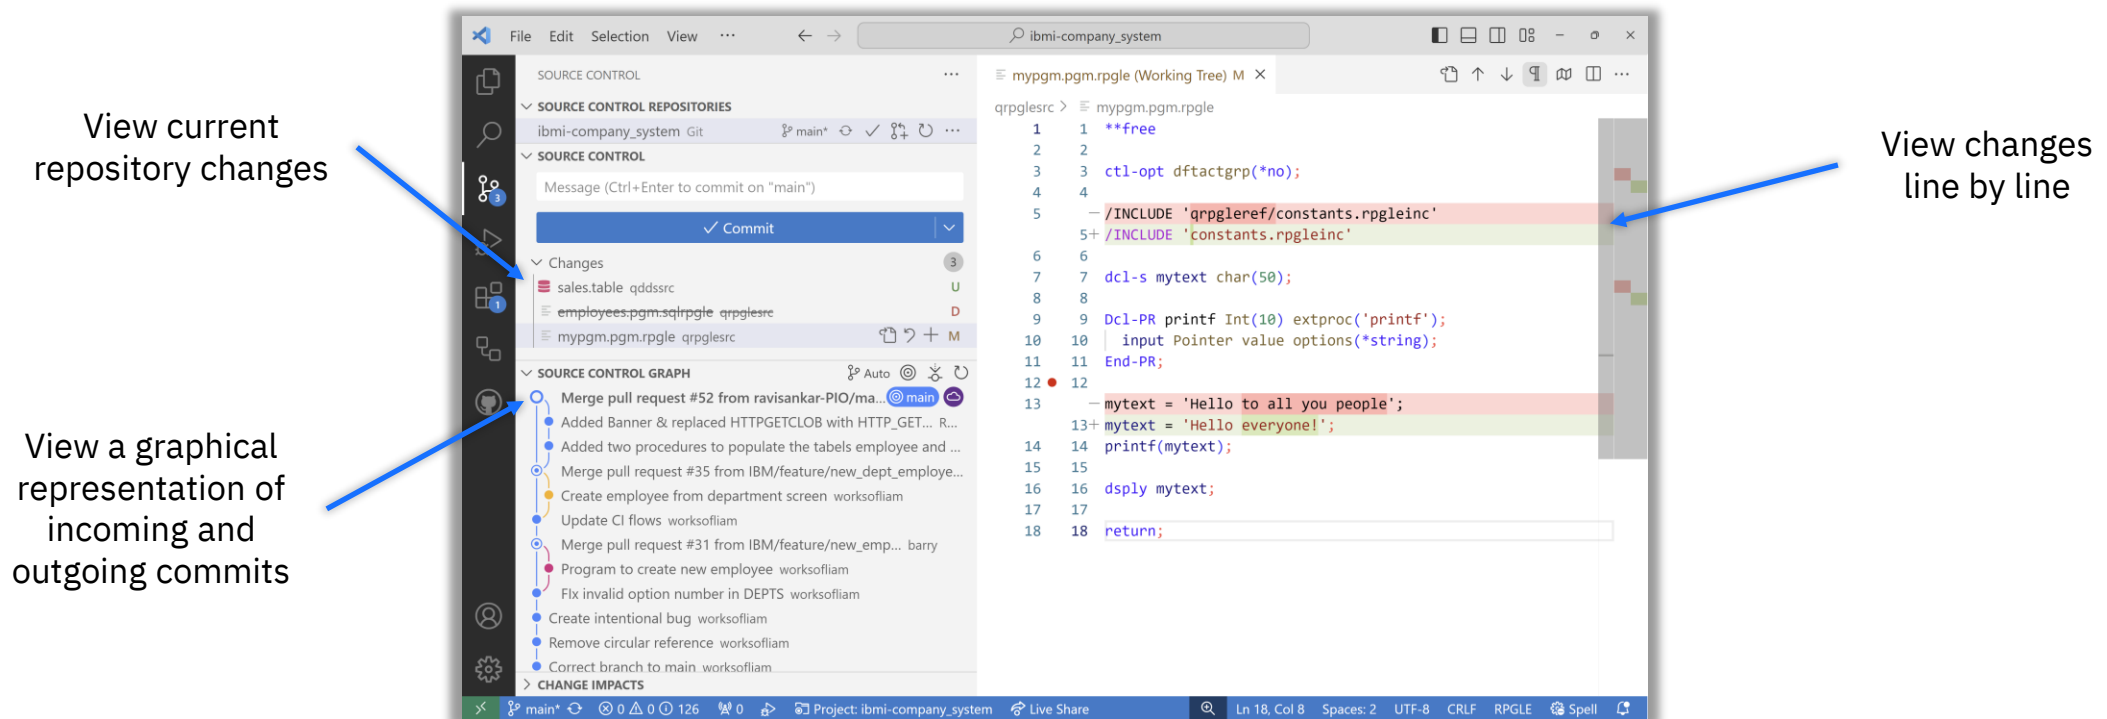 View current
repository changes
View a graphical
representation of
incoming and
outgoing commits
File Edit Selection View ···
ibmi-company_system
SOURCE CONTROL
SOURCE CONTROL REPOSITORIES
ibmi-company_system Git main*
SOURCE CONTROL
Message (Ctrl+Enter to commit on "main")
Commit
Changes 3
sales.table qddssrc U
employees.pgm.sqlrpgle qrpglesrc D
mypgm.pgm.rpgle qrpglesrc M
3
1
SOURCE CONTROL GRAPH Auto
Merge pull request #52 from ravisankar-PIO/ma... main
Added Banner & replaced HTTPGETCLOB with HTTP_GET... R...
Added two procedures to populate the tabels employee and ...
Merge pull request #35 from IBM/feature/new_dept_employe...
Create employee from department screen worksofliam
Update CI flows worksofliam
Merge pull request #31 from IBM/feature/new_emp... barry
Program to create new employee worksofliam
FIx invalid option number in DEPTS worksofliam
Create intentional bug worksofliam
Remove circular reference worksofliam
Correct branch to main worksofliam
CHANGE IMPACTS
mypgm.pgm.rpgle (Working Tree) M
qrpglesrc > mypgm.pgm.rpgle
1 1 **free
2 2
3 3 ctl-opt dftactgrp(*no);
4 4
5 − /INCLUDE 'qrpgleref/constants.rpgleinc'
5+ /INCLUDE 'constants.rpgleinc'
6 6
7 7 dcl-s mytext char(50);
8 8
9 9 Dcl-PR printf Int(10) extproc('printf');
10 10 input Pointer value options(*string);
11 11 End-PR;
12 12
13 − mytext = 'Hello to all you people';
13+ mytext = 'Hello everyone!';
14 14 printf(mytext);
15 15
16 16 dsply mytext;
17 17
18 18 return;
main* 0 0 126 0 Project: ibmi-company_system Live Share Ln 18, Col 8 Spaces: 2 UTF-8 CRLF RPGLE Spell
View changes
line by line